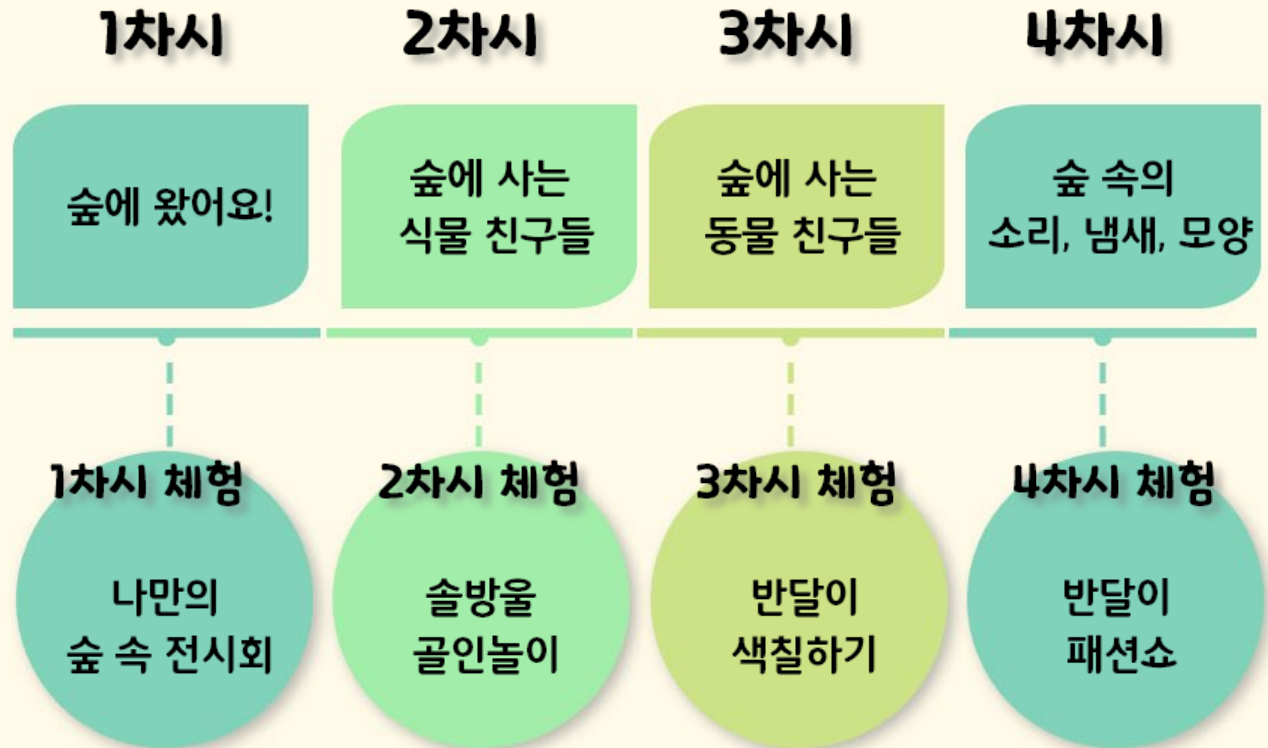 1차시
2차시
3차시
4차시
숲에 왔어요!
숲에 사는
식물 친구들
숲에 사는
동물 친구들
숲 속의
소리, 냄새, 모양
1차시 체험
2차시 체험
3차시 체험
4차시 체험
나만의
숲 속 전시회
솔방울
골인놀이
반달이
색칠하기
반달이
패션쇼